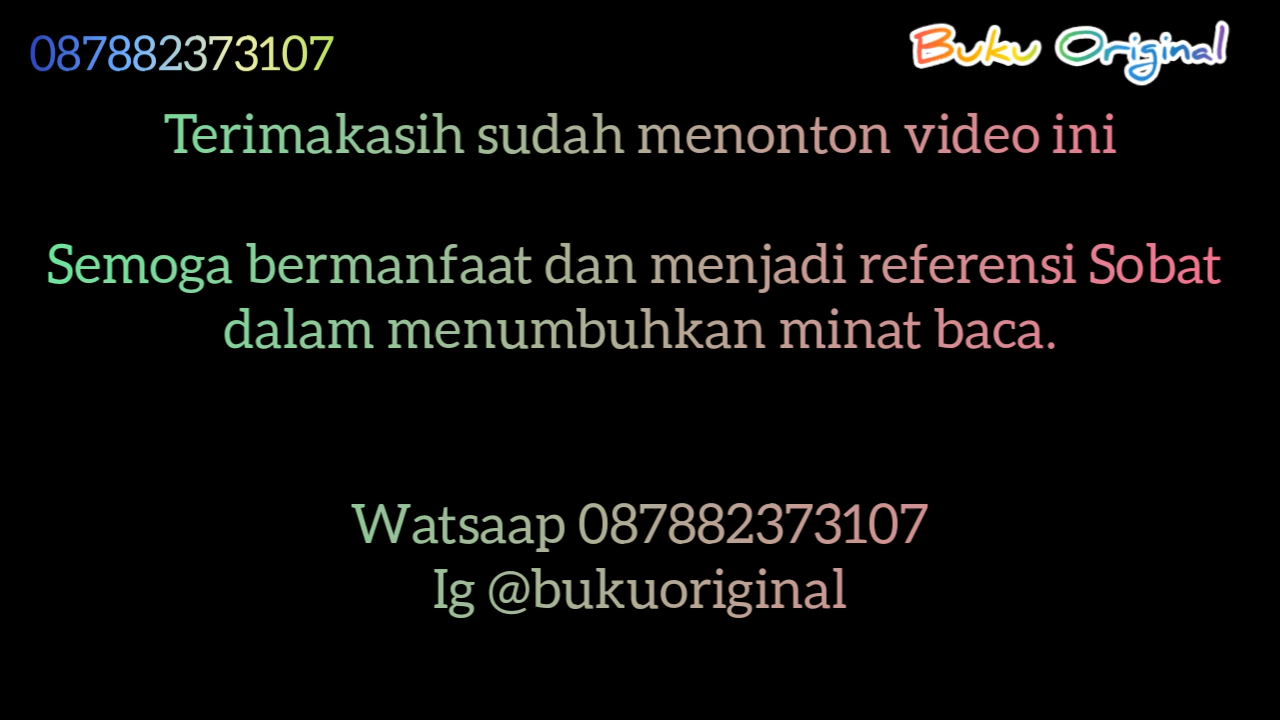 087882373107
Buku Original
Terimakasih sudah menonton video ini
Semoga bermanfaat dan menjadi referensi Sobat
dalam menumbuhkan minat baca.
Watsaap 087882373107
Ig @bukuoriginal